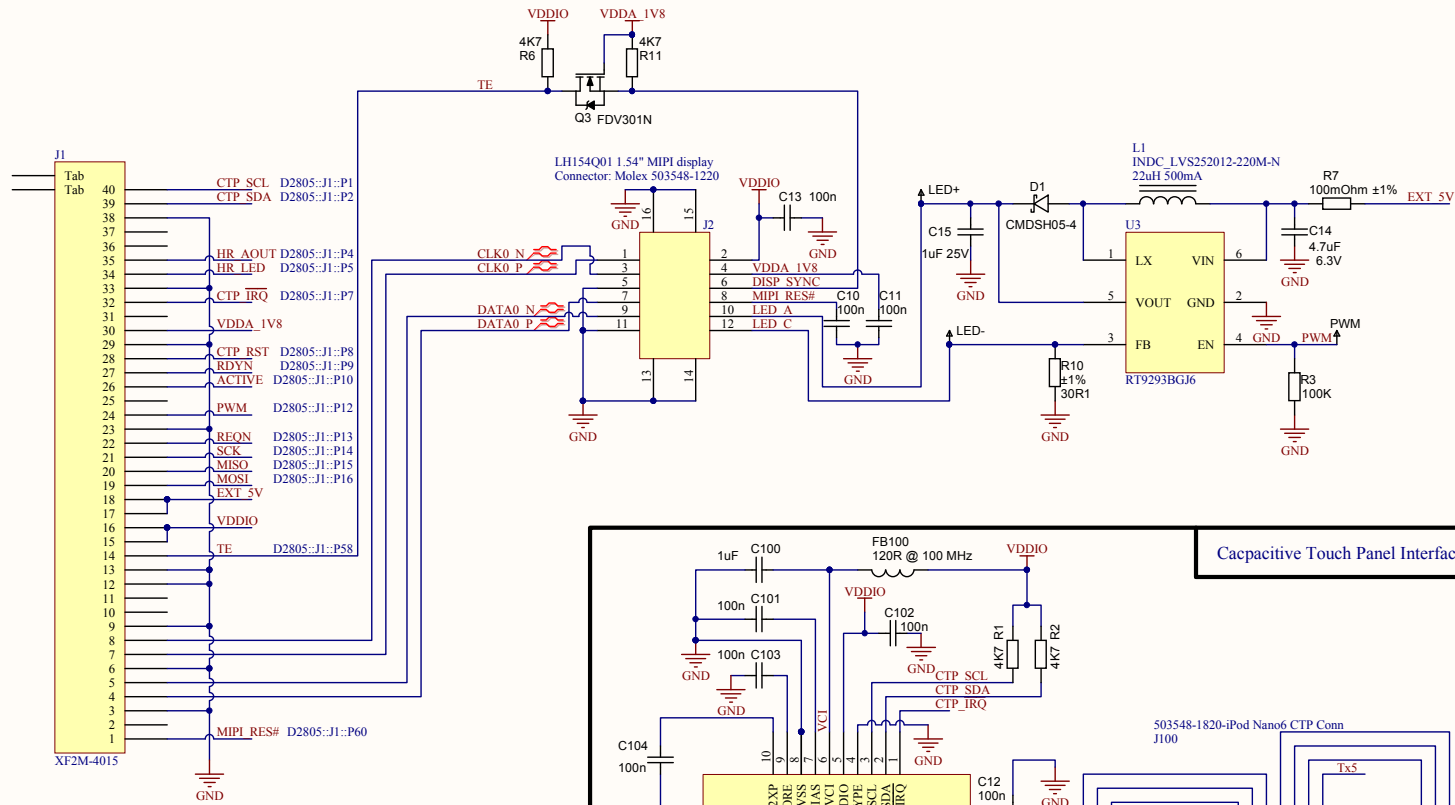 VDDIO
VDDA_1V8
4K7
R6
4K7
R11
TE
Q3 FDV301N
J1
Tab
Tab
40 CTP_SCL D2805::J1::P1
39 CTP_SDA D2805::J1::P2
38
37
36
35 HR_AOUT D2805::J1::P4
34 HR_LED D2805::J1::P5
33
32 CTP_IRQ D2805::J1::P7
31
30 VDDA_1V8
29
28 CTP_RST D2805::J1::P8
27 RDYN D2805::J1::P9
26 ACTIVE D2805::J1::P10
25
24 PWM D2805::J1::P12
23
22 REQN D2805::J1::P13
21 SCK D2805::J1::P14
20 MISO D2805::J1::P15
19 MOSI D2805::J1::P16
18 EXT_5V
17
16 VDDIO
15
14 TE D2805::J1::P58
13
12
11
10
9
8
7
6
5
4
3
2
1 MIPI_RES# D2805::J1::P60
XF2M-4015
GND
LH154Q01 1.54" MIPI display
Connector: Molex 503548-1220
GND
16
15
J2
VDDIO
C13 100n
GND
CLK0_N
CLK0_P
DATA0_N
DATA0_P
1
3
5
7
9
11
2
4 VDDA_1V8
6 DISP_SYNC
8 MIPI_RES#
10 LED_A
12 LED_C
13
14
GND
C10
100n
C11
100n
GND
LED+
C15
1uF 25V
GND
D1
CMDSH05-4
L1
INDC_LVS252012-220M-N
22uH 500mA
R7
100mOhm ±1%
EXT_5V
C14
4.7uF
6.3V
GND
U3
1 LX VIN 6
5 VOUT GND 2
3 FB EN 4
RT9293BGJ6
GND
PWM
PWM
R3
100K
GND
LED-
R10
±1%
30R1
GND
Cacpacitive Touch Panel Interfac
1uF C100
FB100
120R @ 100 MHz
VDDIO
100n C101
VDDIO
C102
100n
GND
GND
100n C103
GND
4K7 R1
4K7 R2
CTP_SCL
CTP_SDA
CTP_IRQ
VCI
GND
C104
100n
10
9
8
7
6
5
4
3
2
1
2XP
ORE
VSS
IAS
VCI
DIO
YPE
SCL
SDA
IRQ
C12
100n
GND
503548-1820-iPod Nano6 CTP Conn
J100
Tx5